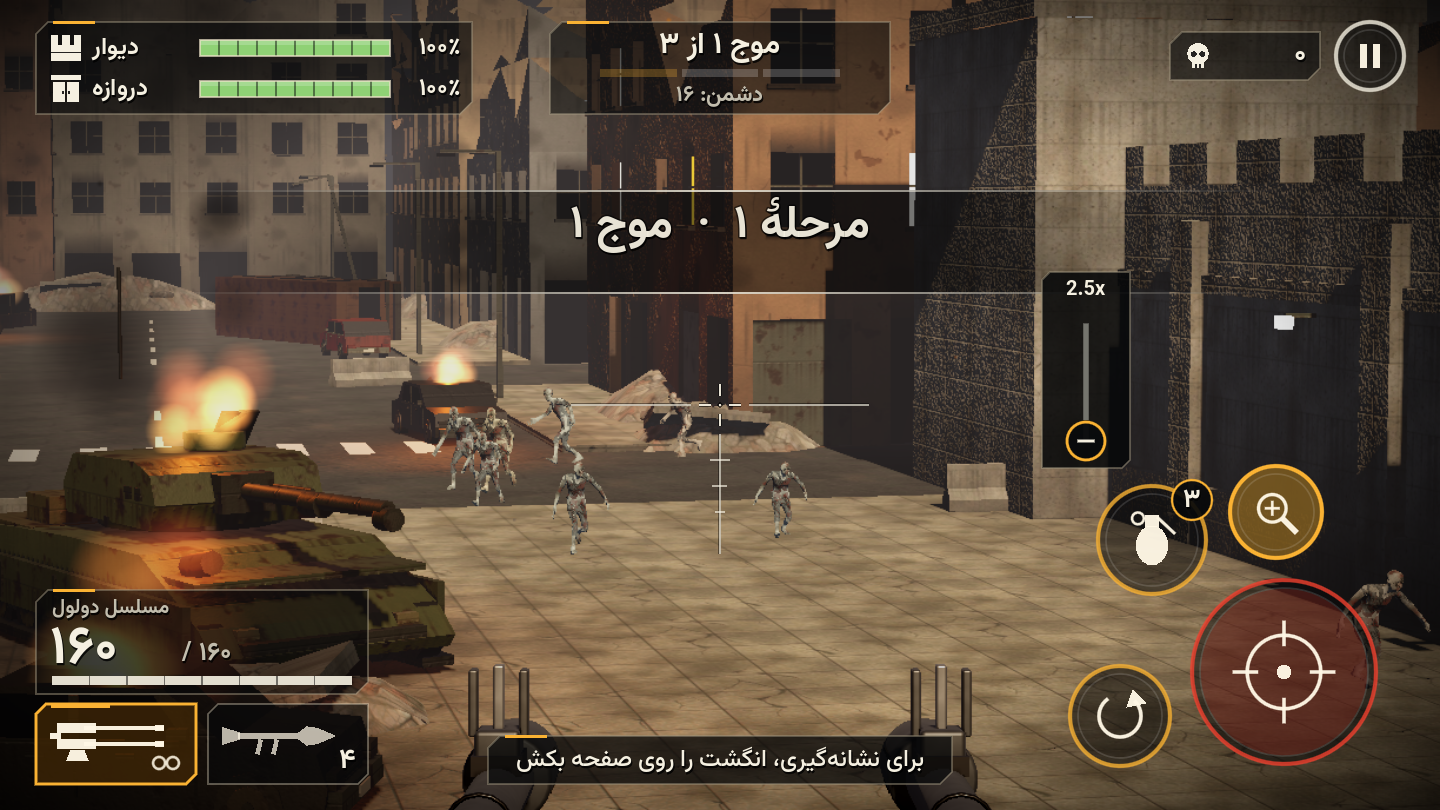 دیوار ۱۰۰٪
دروازه ۱۰۰٪
موج ۱ از ۳
دشمن: ۱۶
۰
مرحلهٔ ۱ · موج ۱
2.5x
۳
مسلسل دولول
۱۶۰ / ۱۶۰
∞
۴
برای نشانه‌گیری، انگشت را روی صفحه بکش